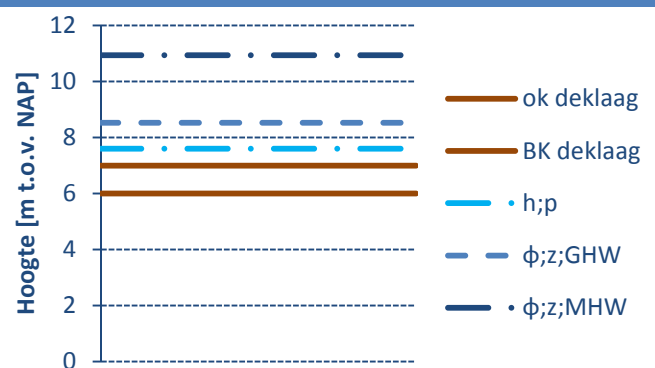 Hoogte [m t.o.v. NAP]
12
10
8
6
4
2
0
ok deklaag
BK deklaag
h;p
ϕ;z;GHW
ϕ;z;MHW